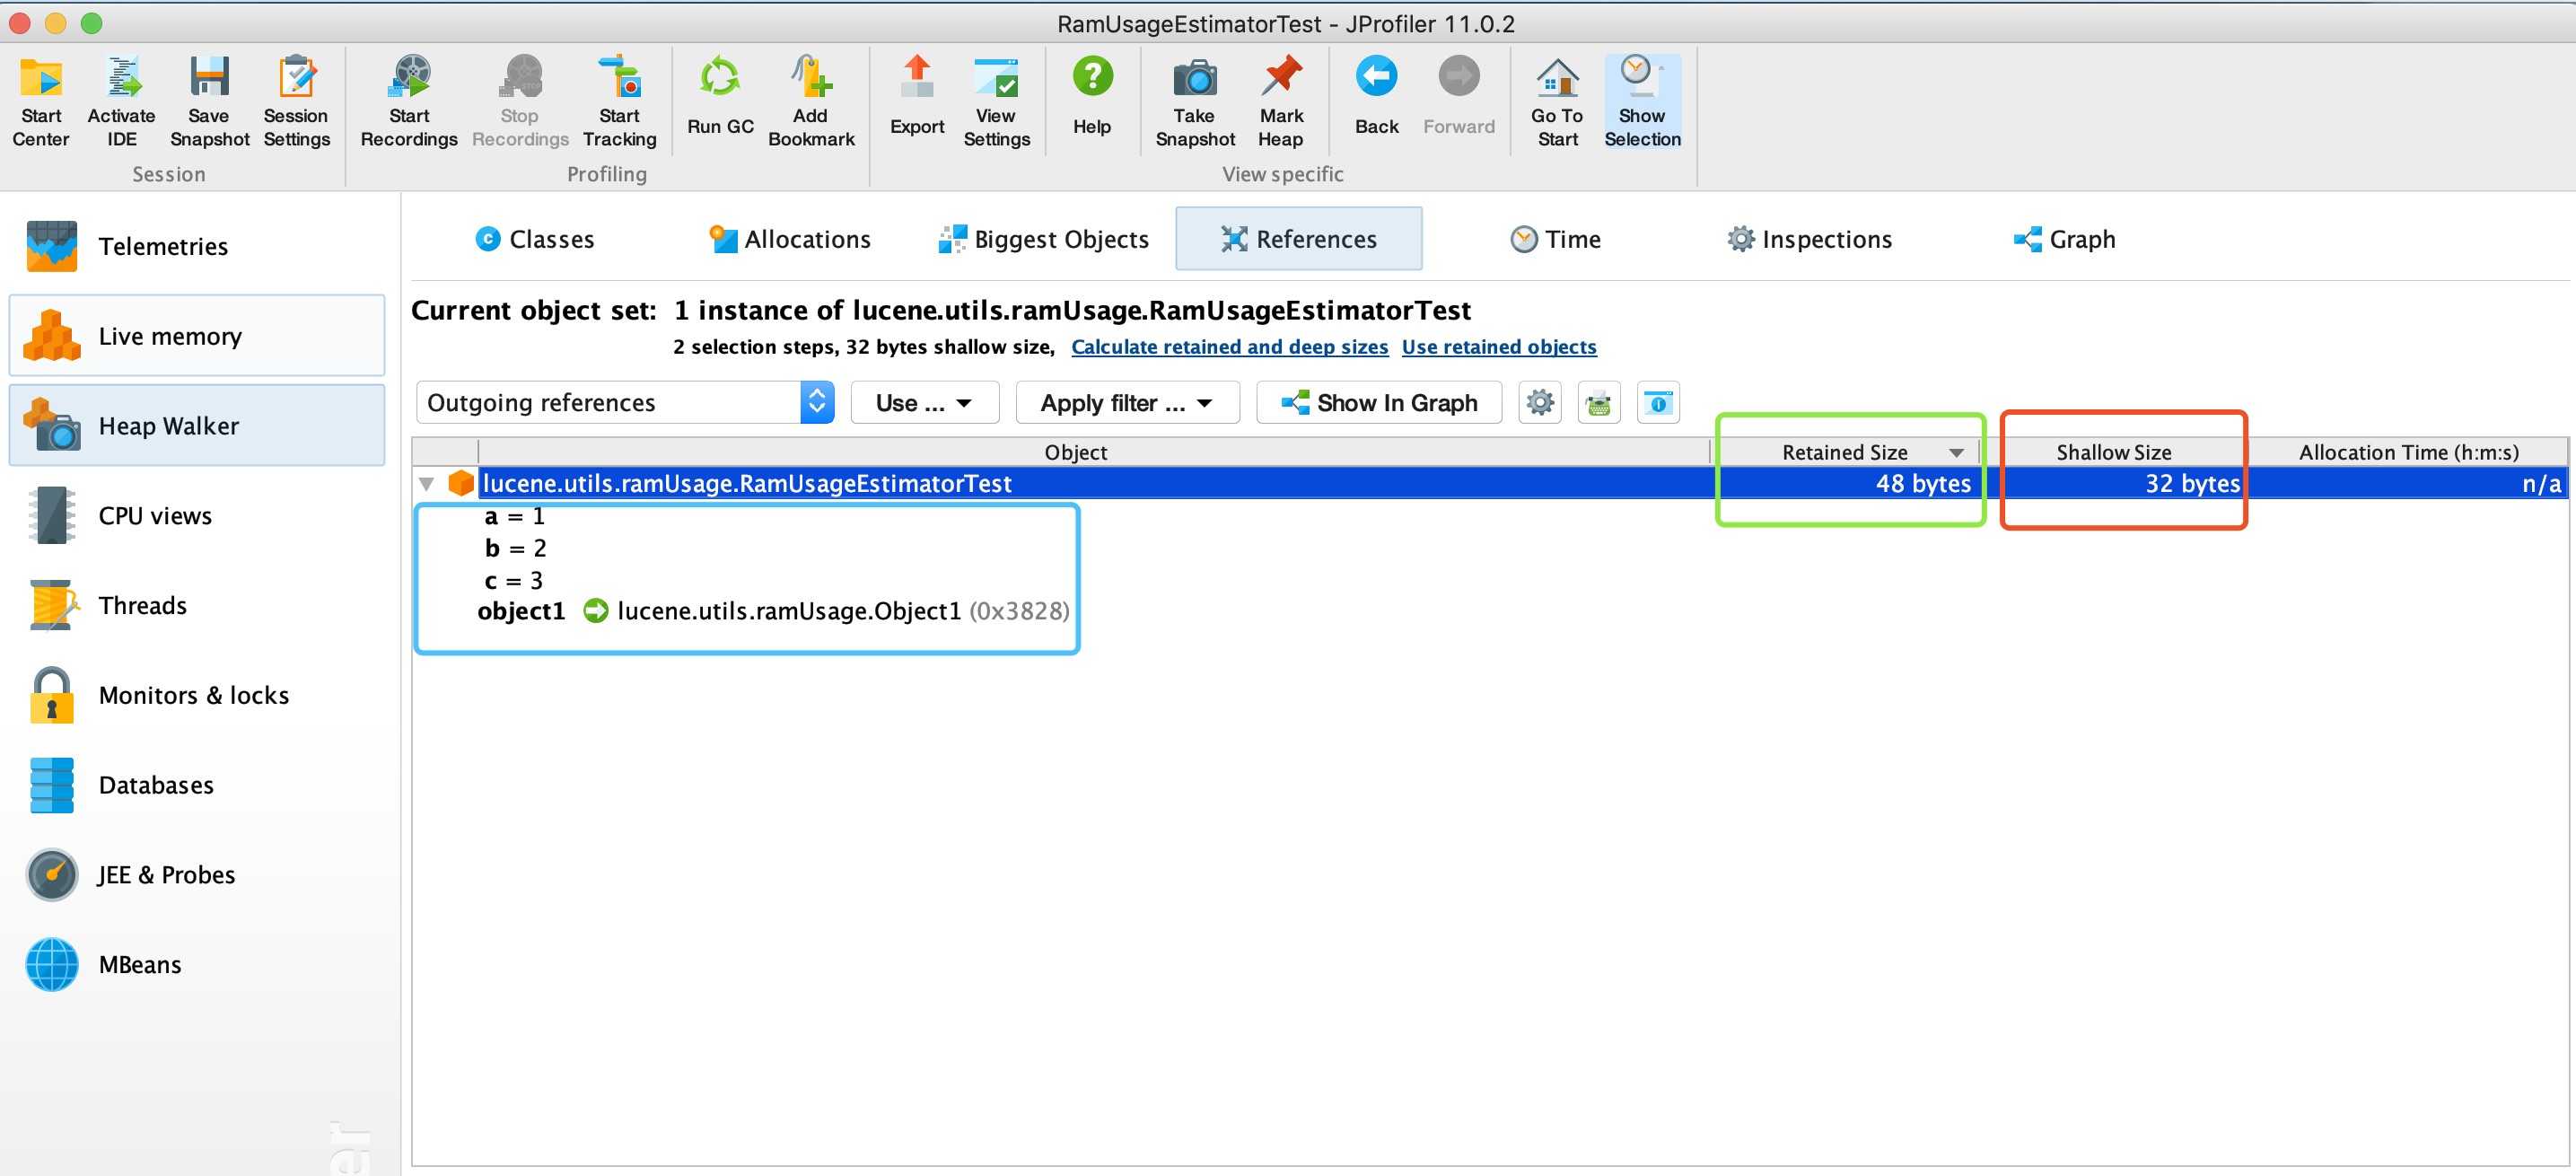 RamUsageEstimatorTest - JProfiler 11.0.2
Start Center
Activate IDE
Save Snapshot
Session Settings
Start Recordings
Stop Recordings
Start Tracking
Run GC
Add Bookmark
Export
View Settings
Help
Take Snapshot
Mark Heap
Back
Forward
Go To Start
Show Selection
Session
Profiling
View specific
Telemetries
Live memory
Heap Walker
CPU views
Threads
Monitors & locks
Databases
JEE & Probes
MBeans
Classes
Allocations
Biggest Objects
References
Time
Inspections
Graph
Current object set: 1 instance of lucene.utils.ramUsage.RamUsageEstimatorTest
2 selection steps, 32 bytes shallow size, Calculate retained and deep sizes Use retained objects
Outgoing references
Use ...
Apply filter ...
Show In Graph
Object Retained Size Shallow Size Allocation Time (h:m:s)
lucene.utils.ramUsage.RamUsageEstimatorTest 48 bytes 32 bytes n/a
a = 1
b = 2
c = 3
object1 lucene.utils.ramUsage.Object1 (0x3828)